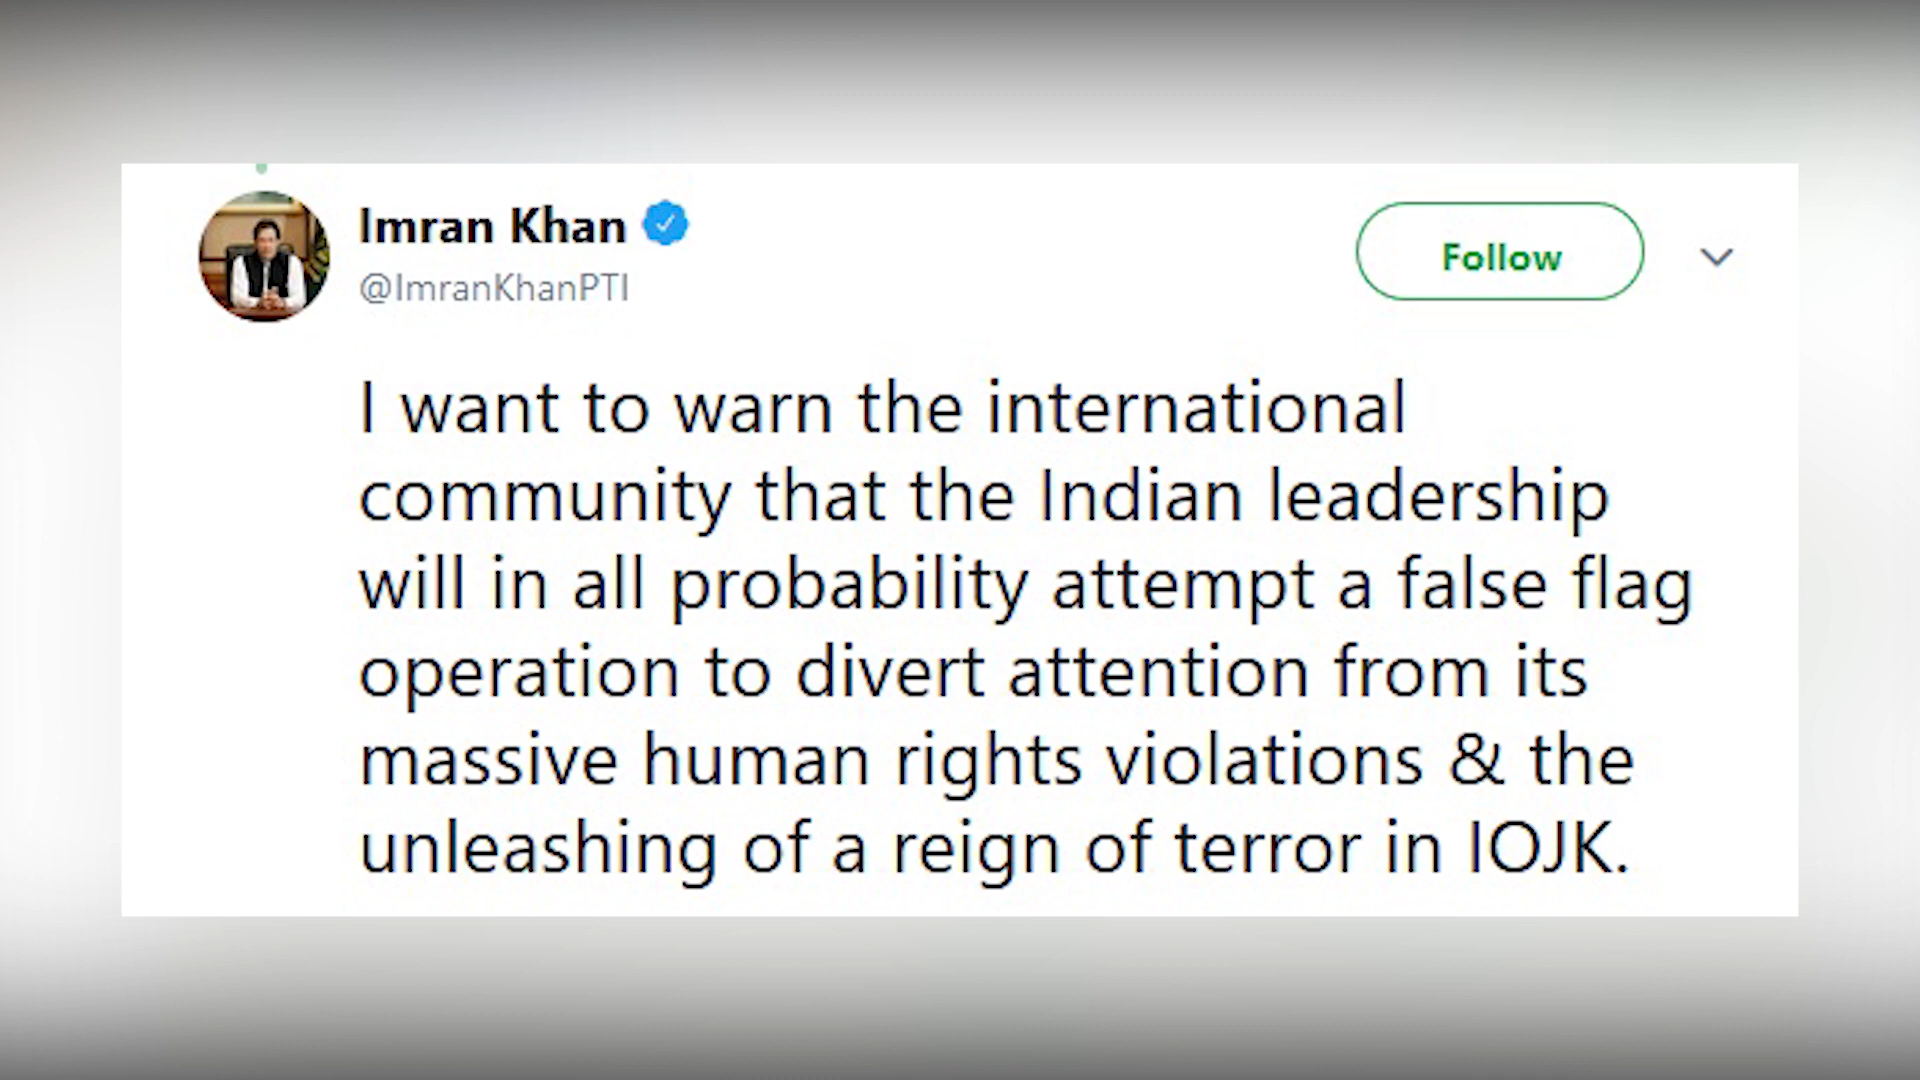 Imran Khan
@ImranKhanPTI
Follow
I want to warn the international
community that the Indian leadership
will in all probability attempt a false flag
operation to divert attention from its
massive human rights violations & the
unleashing of a reign of terror in IOJK.